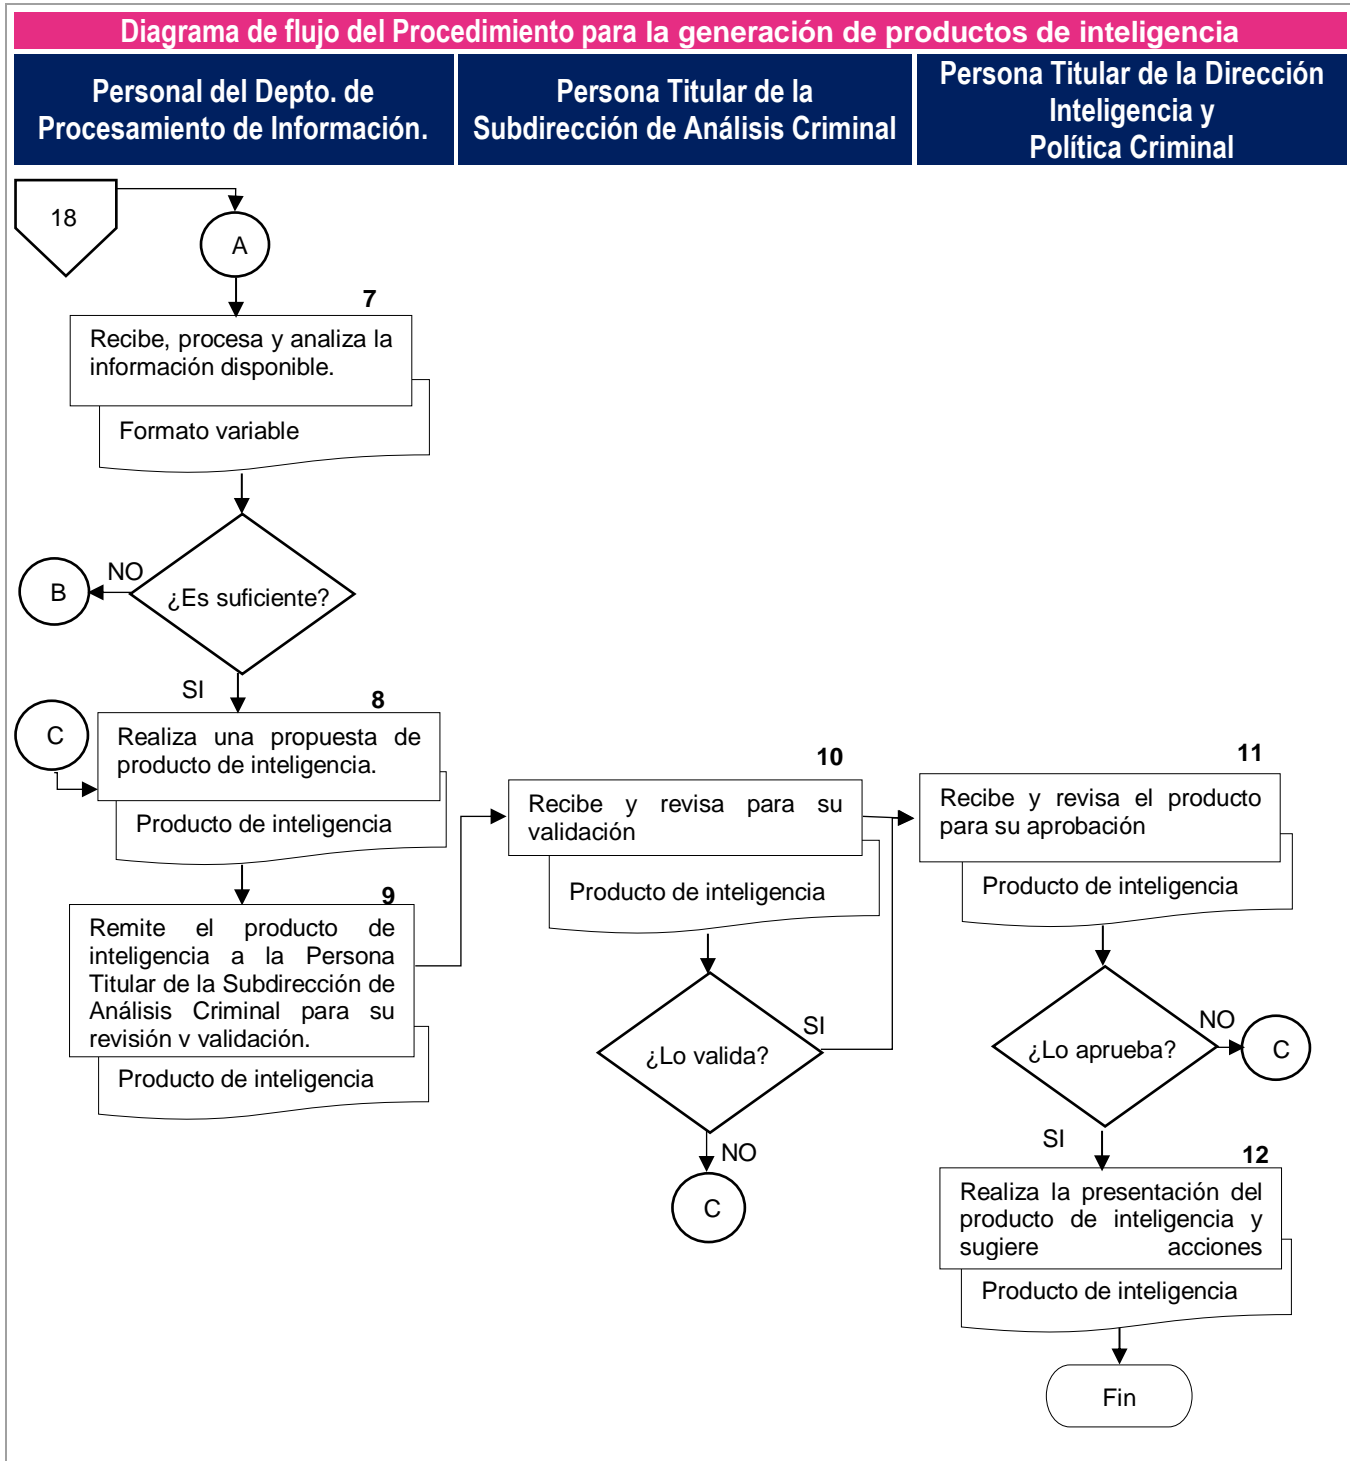 Diagrama de flujo del Procedimiento para la generación de productos de inteligencia
Personal del Depto. de
Procesamiento de Información.
Persona Titular de la
Subdirección de Análisis Criminal
Persona Titular de la Dirección
Inteligencia y
Política Criminal
18
A
7
Recibe, procesa y analiza la
información disponible.
Formato variable
¿Es suficiente?
NO
B
SI
C
8
Realiza una propuesta de
producto de inteligencia.
Producto de inteligencia
9
Remite el producto de
inteligencia a la Persona
Titular de la Subdirección de
Análisis Criminal para su
revisión y validación.
Producto de inteligencia
10
Recibe y revisa para su
validación
Producto de inteligencia
¿Lo valida?
SI
NO
C
11
Recibe y revisa el producto
para su aprobación
Producto de inteligencia
¿Lo aprueba?
NO
C
SI
12
Realiza la presentación del
producto de inteligencia y
sugiere acciones
Producto de inteligencia
Fin